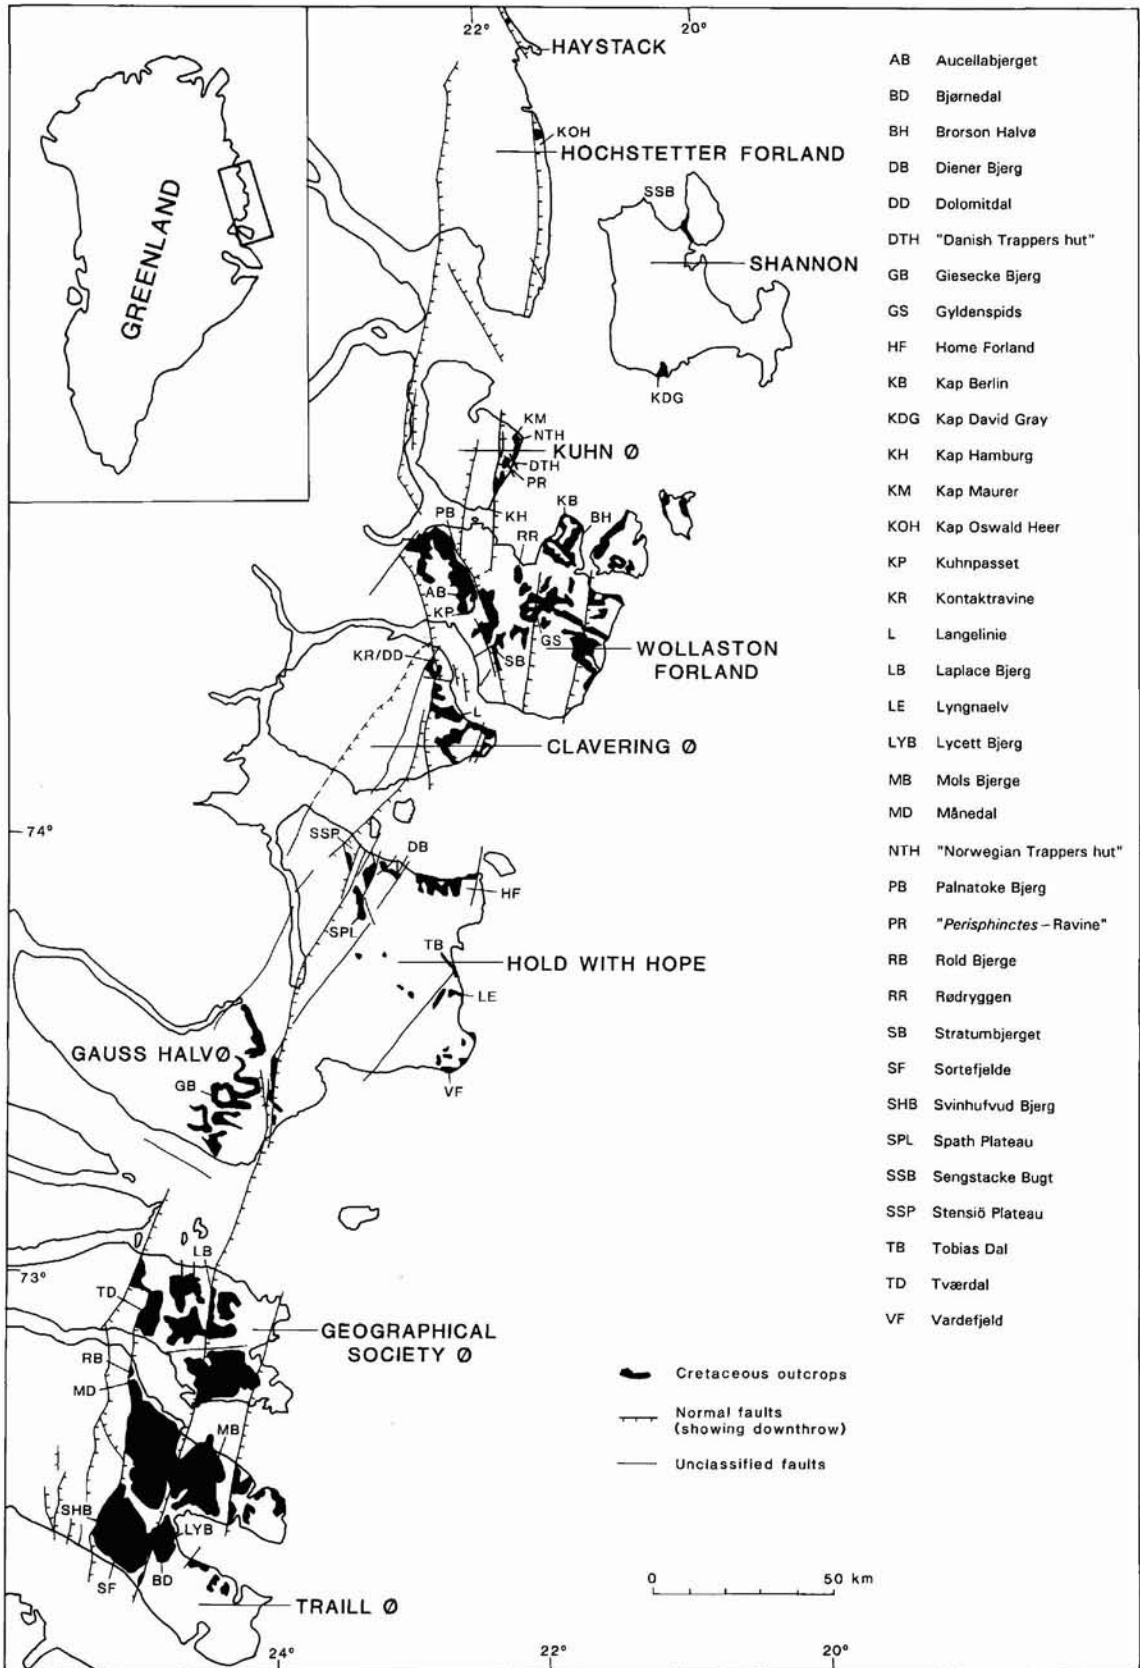 22°
20°
HAYSTACK
KOH
HOCHSTETTER FORLAND
SSB
SHANNON
KDG
GREENLAND
KM
NTH
KUHN Ø
DTH
PR
KB
PB
KH
BH
RR
AB
KP
GS
KR/DD
SB
WOLLASTON
FORLAND
L
CLAVERING Ø
74°
SSP
DB
HF
SPL
TB
HOLD WITH HOPE
LE
GAUSS HALVØ
GB
VF
LB
73°
TD
GEOGRAPHICAL
SOCIETY Ø
RB
MD
MB
SHB
LYB
SF
BD
TRAILL Ø
24°
22°
20°
AB Aucellabjerget
BD Bjørnedal
BH Brorson Halvø
DB Diener Bjerg
DD Dolomitdal
DTH "Danish Trappers hut"
GB Giesecke Bjerg
GS Gyldenspids
HF Home Forland
KB Kap Berlin
KDG Kap David Gray
KH Kap Hamburg
KM Kap Maurer
KOH Kap Oswald Heer
KP Kuhnpasset
KR Kontaktravine
L Langelinie
LB Laplace Bjerg
LE Lyngnaelv
LYB Lycett Bjerg
MB Mols Bjerge
MD Månedal
NTH "Norwegian Trappers hut"
PB Palnatoke Bjerg
PR "Perisphinctes – Ravine"
RB Rold Bjerge
RR Rødryggen
SB Stratumbjerget
SF Sortefjelde
SHB Svinhufvud Bjerg
SPL Spath Plateau
SSB Sengstacke Bugt
SSP Stensiö Plateau
TB Tobias Dal
TD Tværdal
VF Vardefjeld
Cretaceous outcrops
Normal faults
(showing downthrow)
Unclassified faults
0 50 km